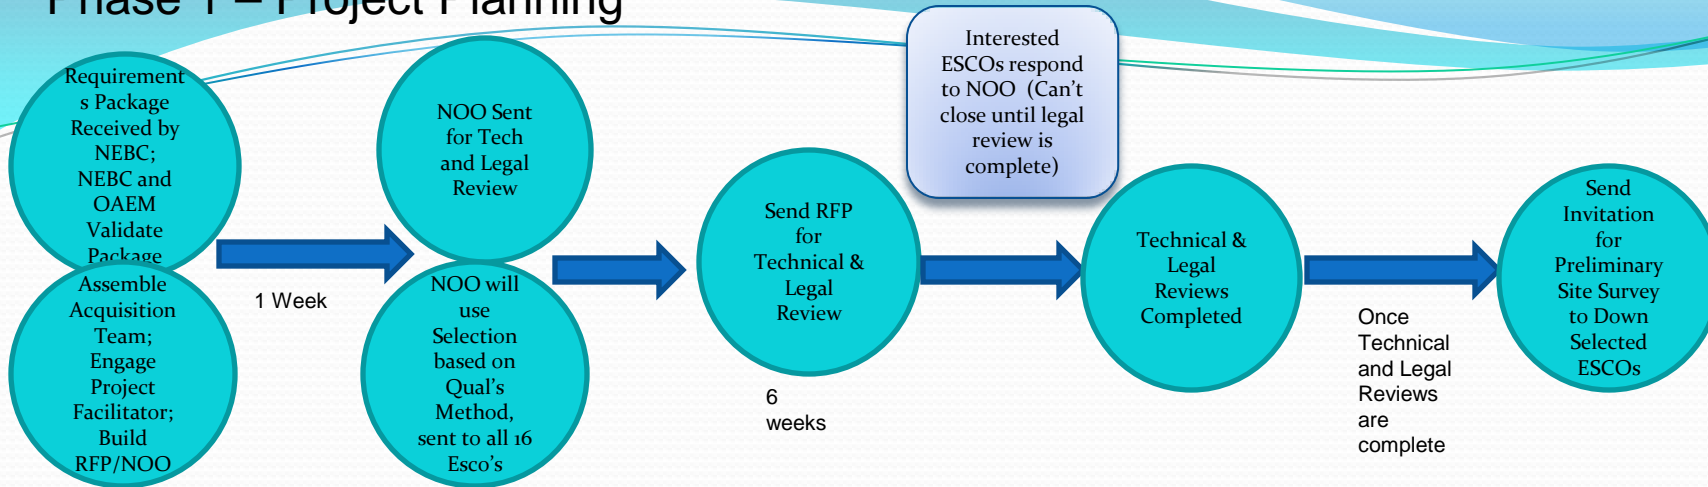 Phase 1 – Project Planning
Requirement
s Package
Received by
NEBC;
NEBC and
OAEM
Validate
Package
Assemble
Acquisition
Team;
Engage
Project
Facilitator;
Build
RFP/NOO
1 Week
NOO Sent
for Tech
and Legal
Review
NOO will
use
Selection
based on
Qual's
Method,
sent to all 16
Esco's
Send RFP
for
Technical &
Legal
Review
6
weeks
Interested
ESCOs respond
to NOO (Can't
close until legal
review is
complete)
Technical &
Legal
Reviews
Completed
Once
Technical
and Legal
Reviews
are
complete
Send
Invitation
for
Preliminary
Site Survey
to Down
Selected
ESCOs